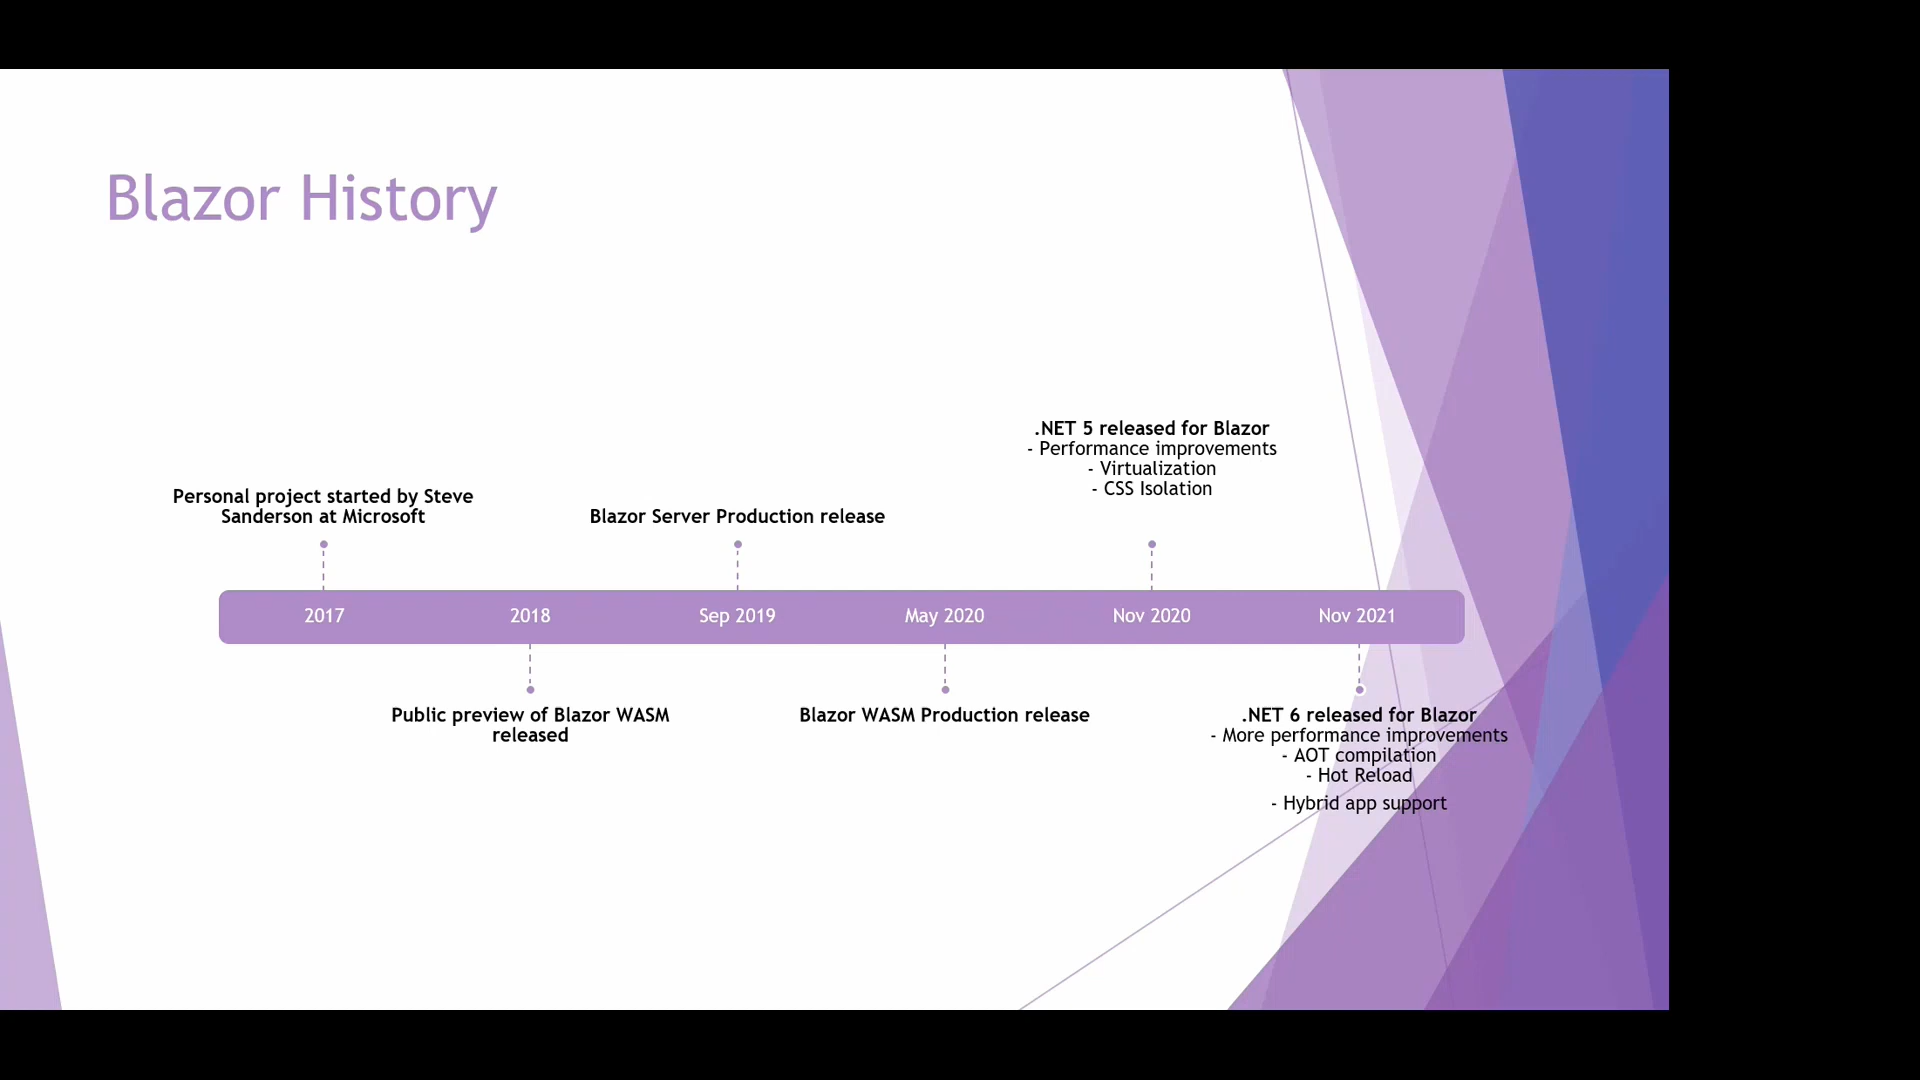 Blazor History
.NET 5 released for Blazor
- Performance improvements
- Virtualization
- CSS Isolation
Personal project started by Steve
Sanderson at Microsoft
Blazor Server Production release
2017
2018
Sep 2019
May 2020
Nov 2020
Nov 2021
Public preview of Blazor WASM
released
Blazor WASM Production release
.NET 6 released for Blazor
- More performance improvements
- AOT compilation
- Hot Reload
- Hybrid app support